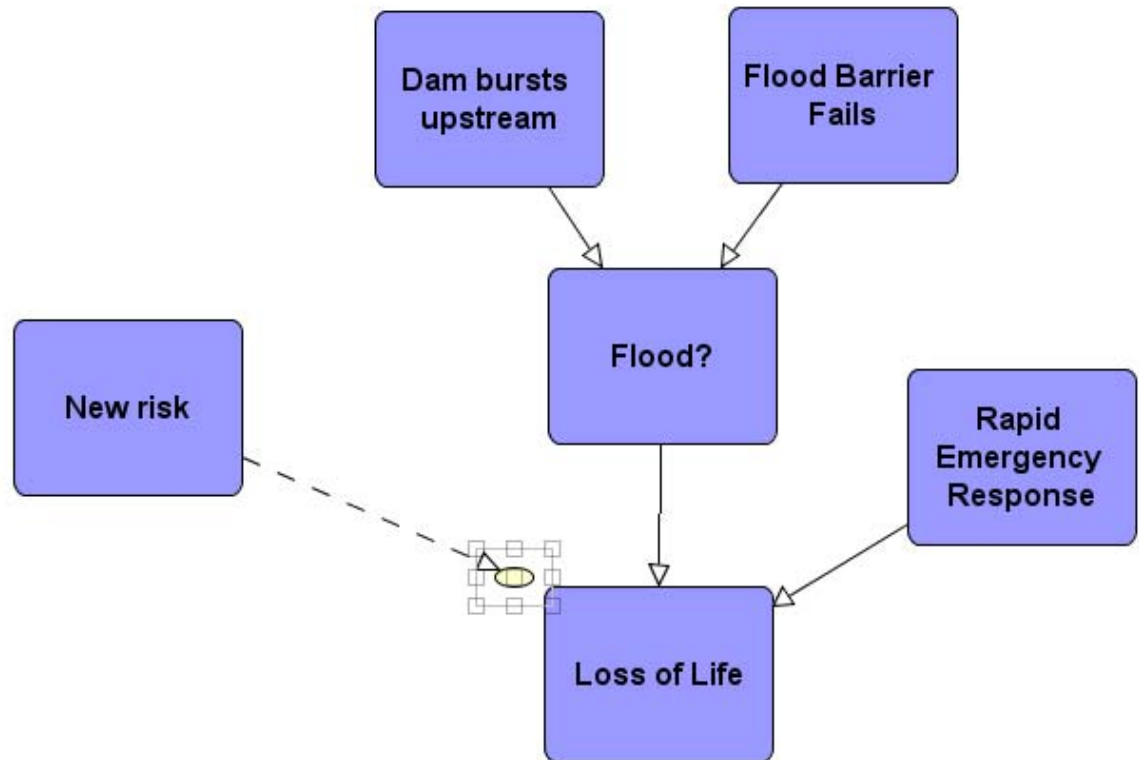 Dam bursts
upstream
Flood Barrier
Fails
Flood?
New risk
Rapid
Emergency
Response
Loss of Life